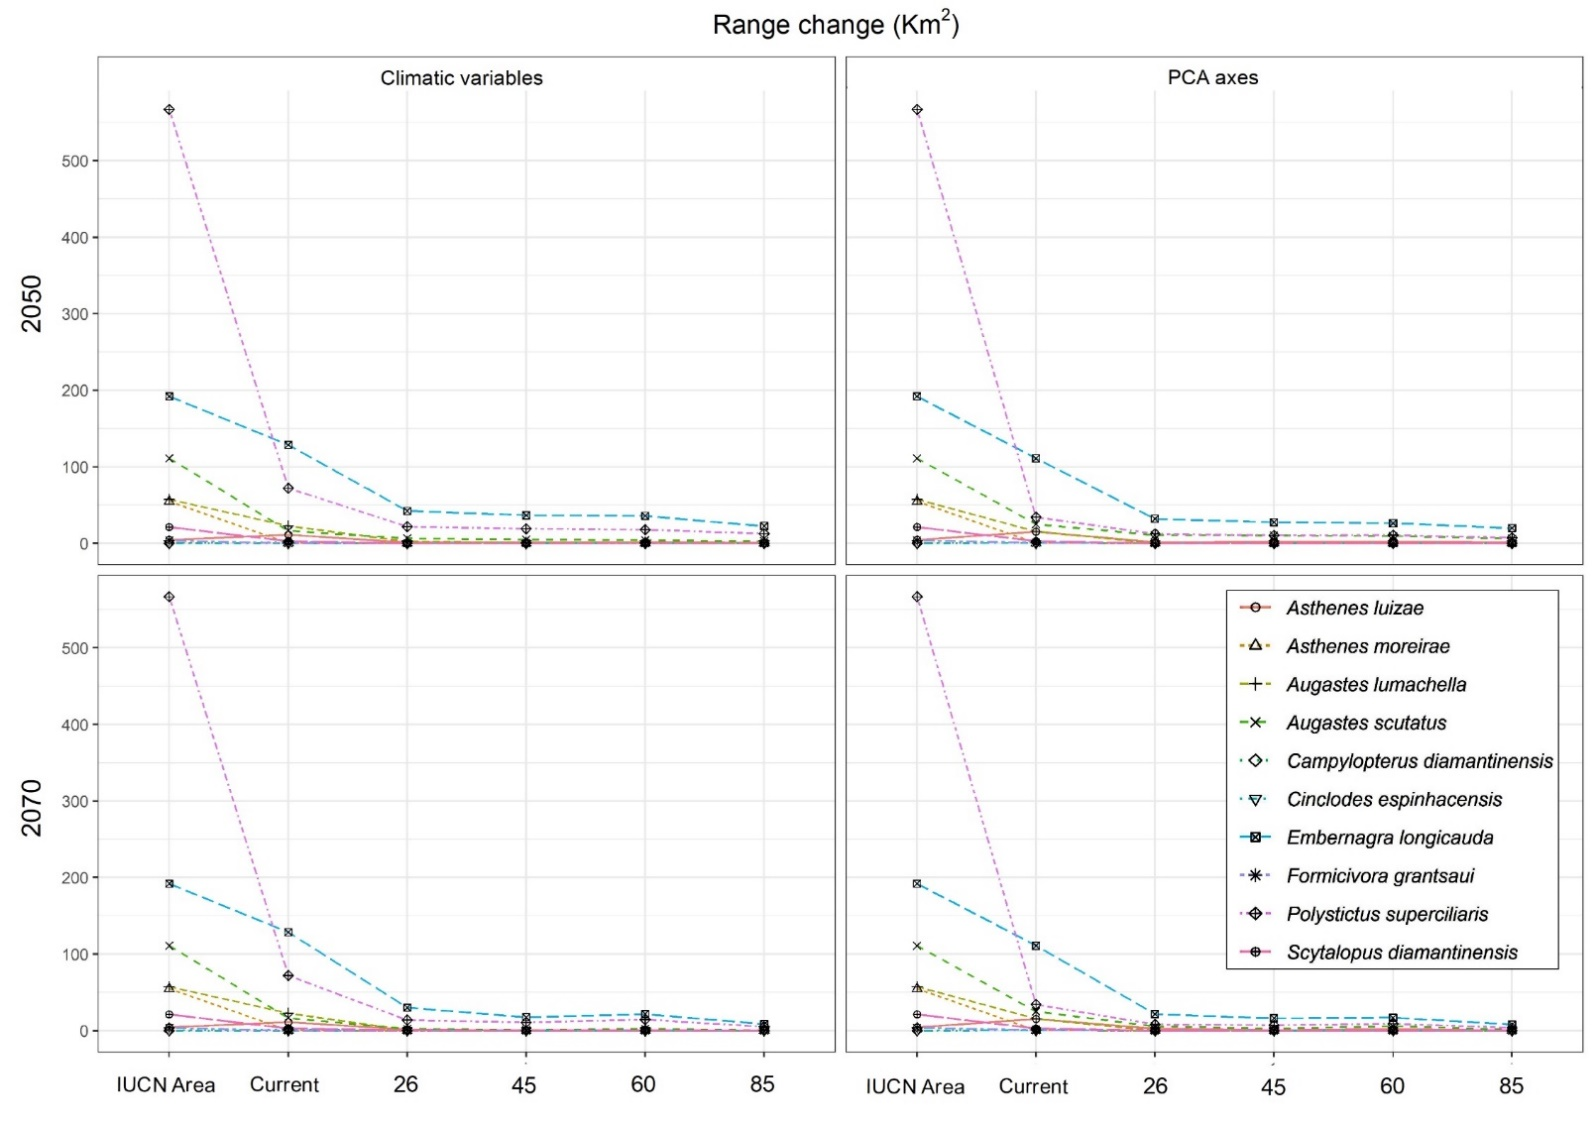 Range change (Km²)
Climatic variables
PCA axes
2050
500
400
300
200
100
0
2070
500
400
300
200
100
0
Asthenes luizae
Asthenes moreirae
Augastes lumachella
Augastes scutatus
Campylopterus diamantinensis
Cinclodes espinhacensis
Embernagra longicauda
Formicivora grantsaui
Polystictus superciliaris
Scytalopus diamantinensis
IUCN Area Current 26 45 60 85
IUCN Area Current 26 45 60 85